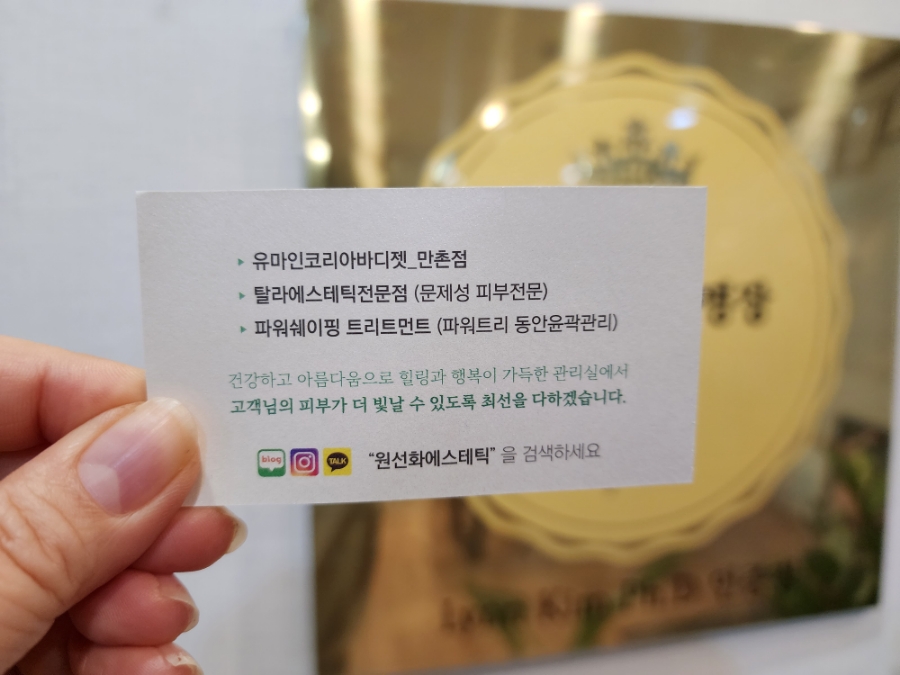 ▸ 유마인코리아바디젯_만촌점
▸ 탈라에스테틱전문점 (문제성 피부전문)
▸ 파워쉐이핑 트리트먼트 (파워트리 동안윤곽관리)
건강하고 아름다움으로 힐링과 행복이 가득한 관리실에서
고객님의 피부가 더 빛날 수 있도록 최선을 다하겠습니다.
blog TALK “원선화에스테틱” 을 검색하세요